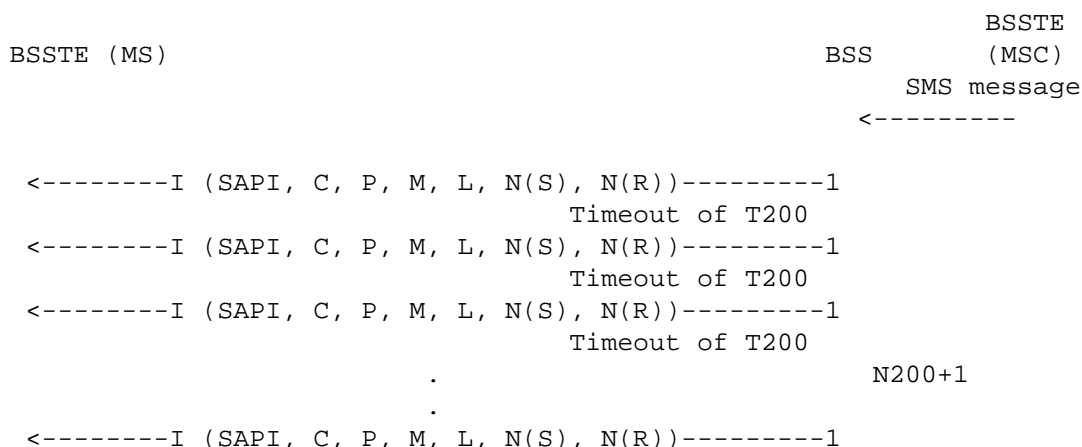 BSSTE
BSSTE (MS) BSS (MSC)
SMS message
<---------
<--------I (SAPI, C, P, M, L, N(S), N(R))---------1
Timeout of T200
<--------I (SAPI, C, P, M, L, N(S), N(R))---------1
Timeout of T200
<--------I (SAPI, C, P, M, L, N(S), N(R))---------1
Timeout of T200
. N200+1
.
<--------I (SAPI, C, P, M, L, N(S), N(R))---------1